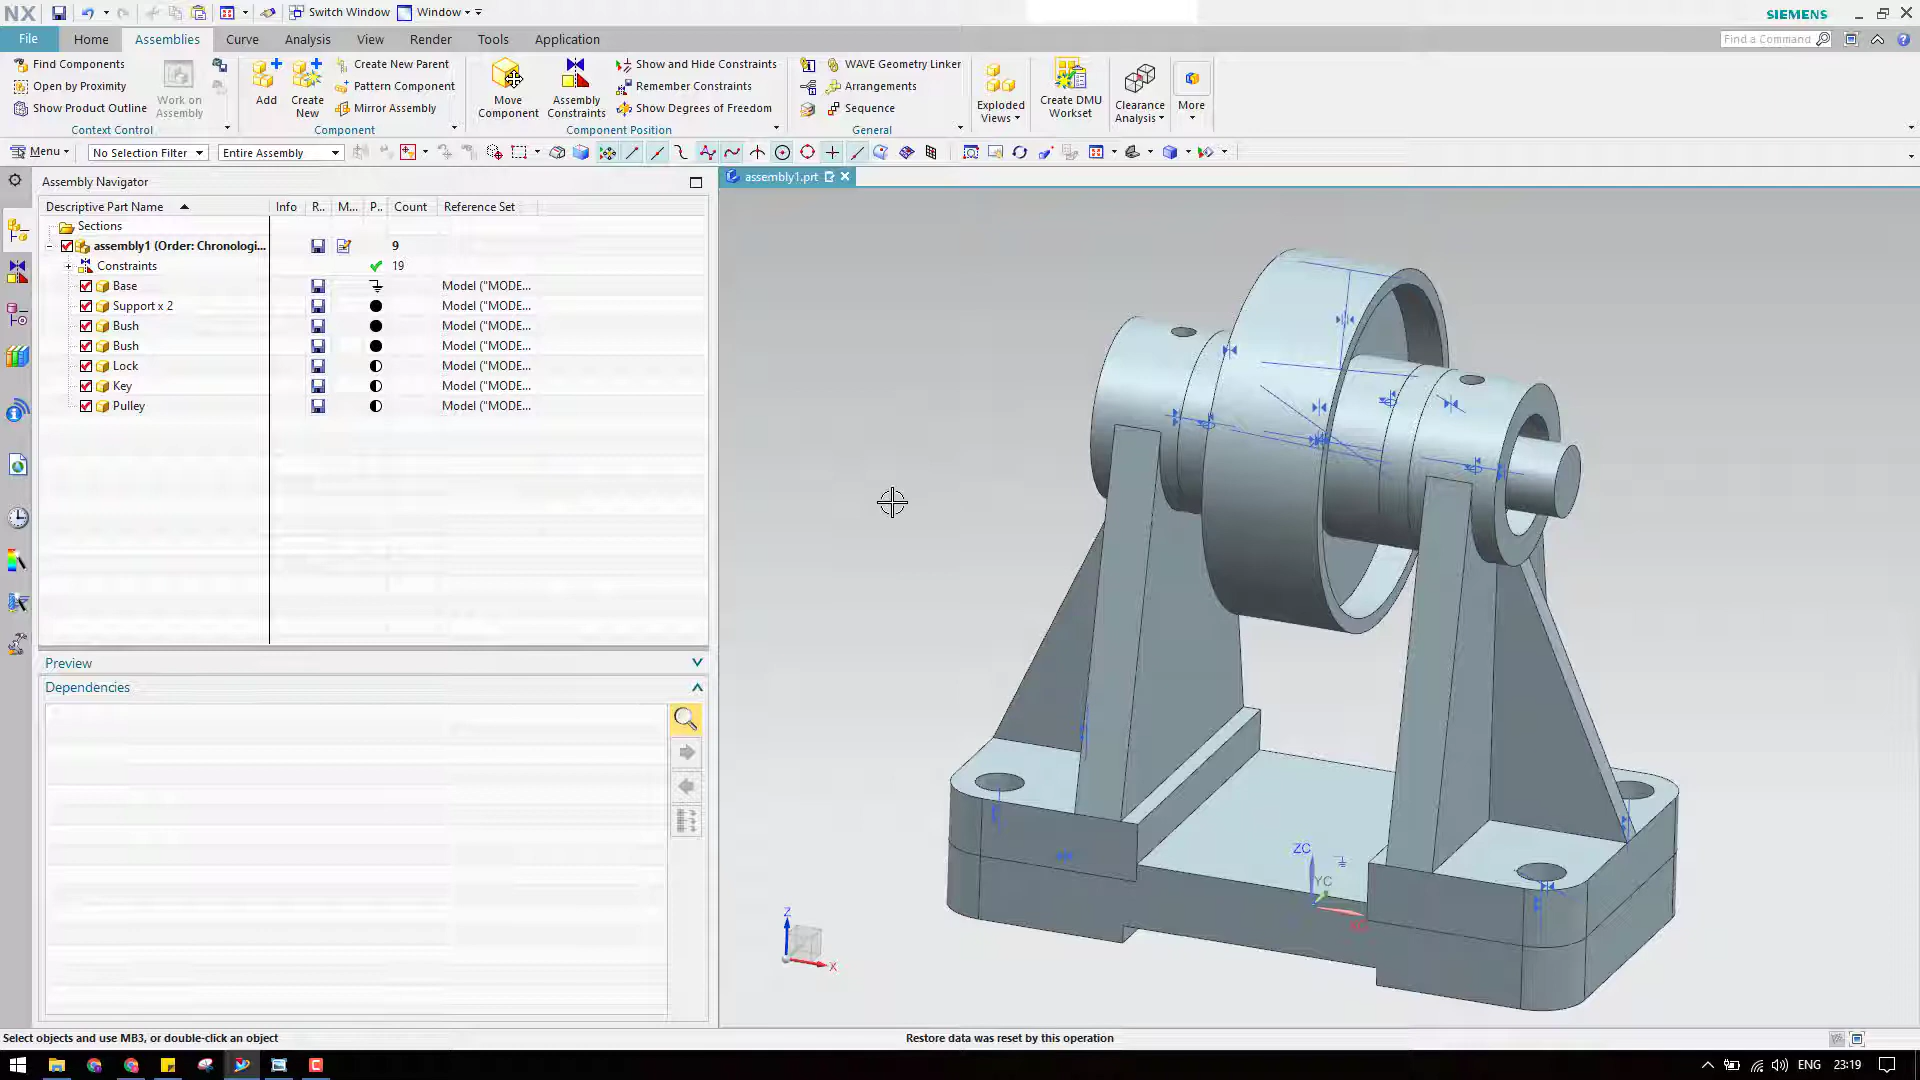 NX
Switch Window
Window
SIEMENS
File
Home
Assemblies
Curve
Analysis
View
Render
Tools
Application
Find a Command
Find Components
Open by Proximity
Show Product Outline
Work on
Assembly
Context Control
Add
Create
New
Create New Parent
Pattern Component
Mirror Assembly
Component
Move
Component
Assembly
Constraints
Show and Hide Constraints
Remember Constraints
Show Degrees of Freedom
Component Position
WAVE Geometry Linker
Arrangements
Sequence
General
Exploded
Views
Create DMU
Workset
Clearance
Analysis
More
Menu
No Selection Filter
Entire Assembly
Assembly Navigator
assembly1.prt
Descriptive Part Name
Info
R..
M...
P..
Count
Reference Set
Sections
assembly1 (Order: Chronologi...
9
Constraints
19
Base
Model ("MODE...
Support x 2
Model ("MODE...
Bush
Model ("MODE...
Bush
Model ("MODE...
Lock
Model ("MODE...
Key
Model ("MODE...
Pulley
Model ("MODE...
Preview
Dependencies
ZC
YC
XC
Z
X
Select objects and use MB3, or double-click an object
Restore data was reset by this operation
ENG
23:19